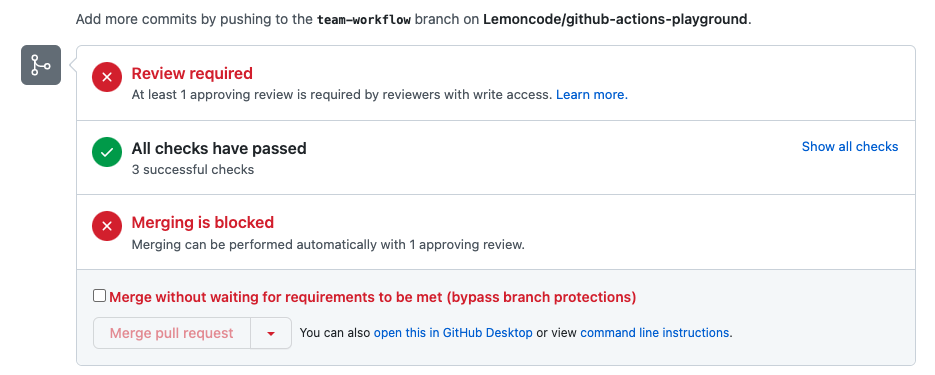 Add more commits by pushing to the team-workflow branch on Lemoncode/github-actions-playground.
Review required
At least 1 approving review is required by reviewers with write access. Learn more.
All checks have passed
Show all checks
3 successful checks
Merging is blocked
Merging can be performed automatically with 1 approving review.
Merge without waiting for requirements to be met (bypass branch protections)
Merge pull request
You can also open this in GitHub Desktop or view command line instructions.